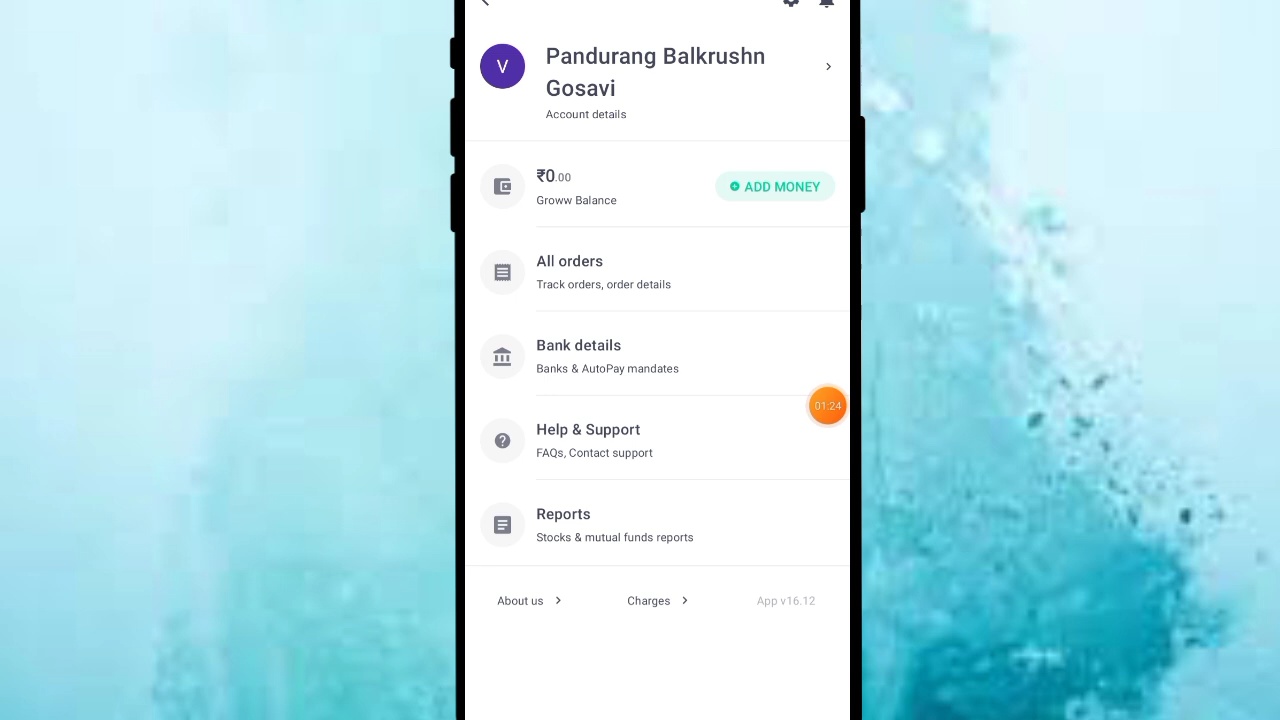 V
Pandurang Balkrushn
Gosavi
Account details
₹0.00
Groww Balance
ADD MONEY
All orders
Track orders, order details
Bank details
Banks & AutoPay mandates
01:24
Help & Support
FAQs, Contact support
Reports
Stocks & mutual funds reports
About us
Charges
App v16.12